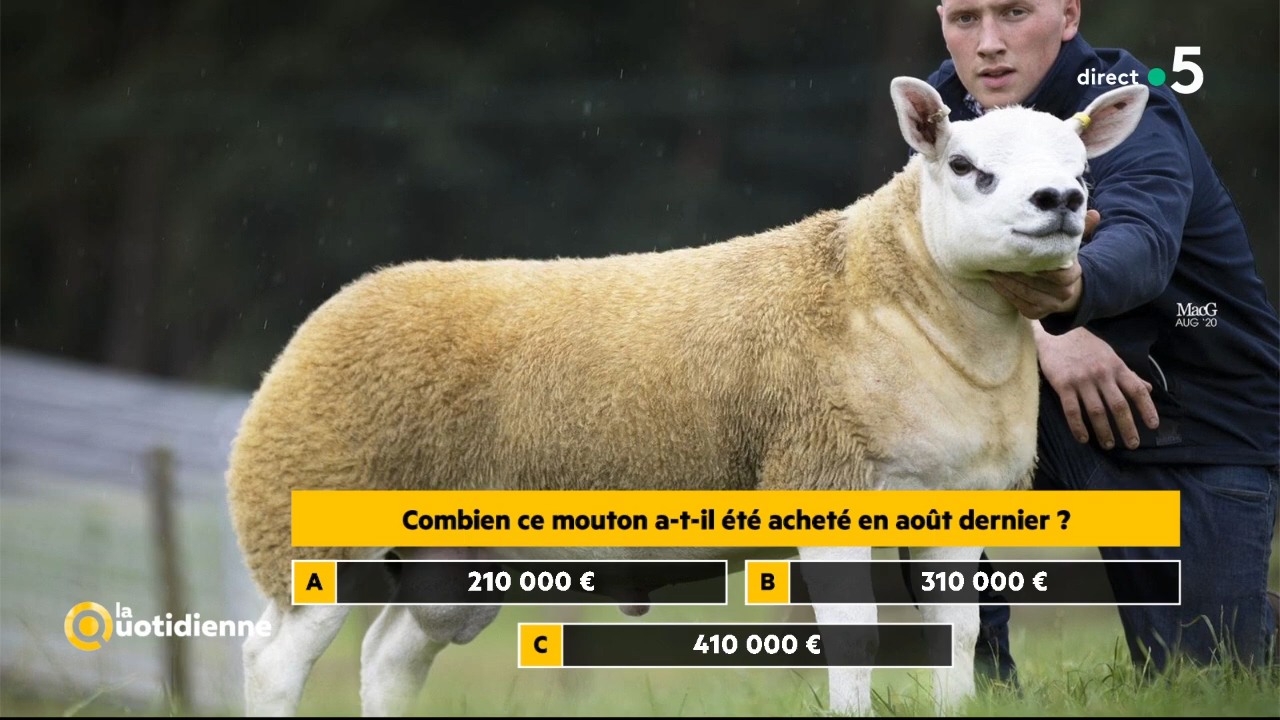 direct 5
MacG
AUG '20
Combien ce mouton a-t-il été acheté en août dernier ?
A 210 000 €
B 310 000 €
C 410 000 €
la Quotidienne